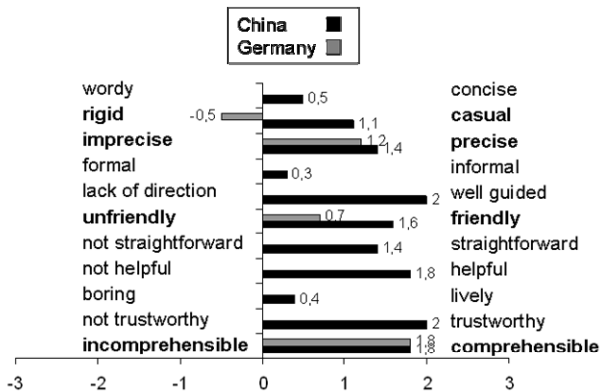 China
Germany
wordy 0,5 concise
rigid -0,5 1,1 casual
imprecise 1,2 1,4 precise
formal 0,3 informal
lack of direction 2 well guided
unfriendly 0,7 1,6 friendly
not straightforward 1,4 straightforward
not helpful 1,8 helpful
boring 0,4 lively
not trustworthy 2 trustworthy
incomprehensible 1,8 1,8 comprehensible
-3 -2 -1 0 1 2 3